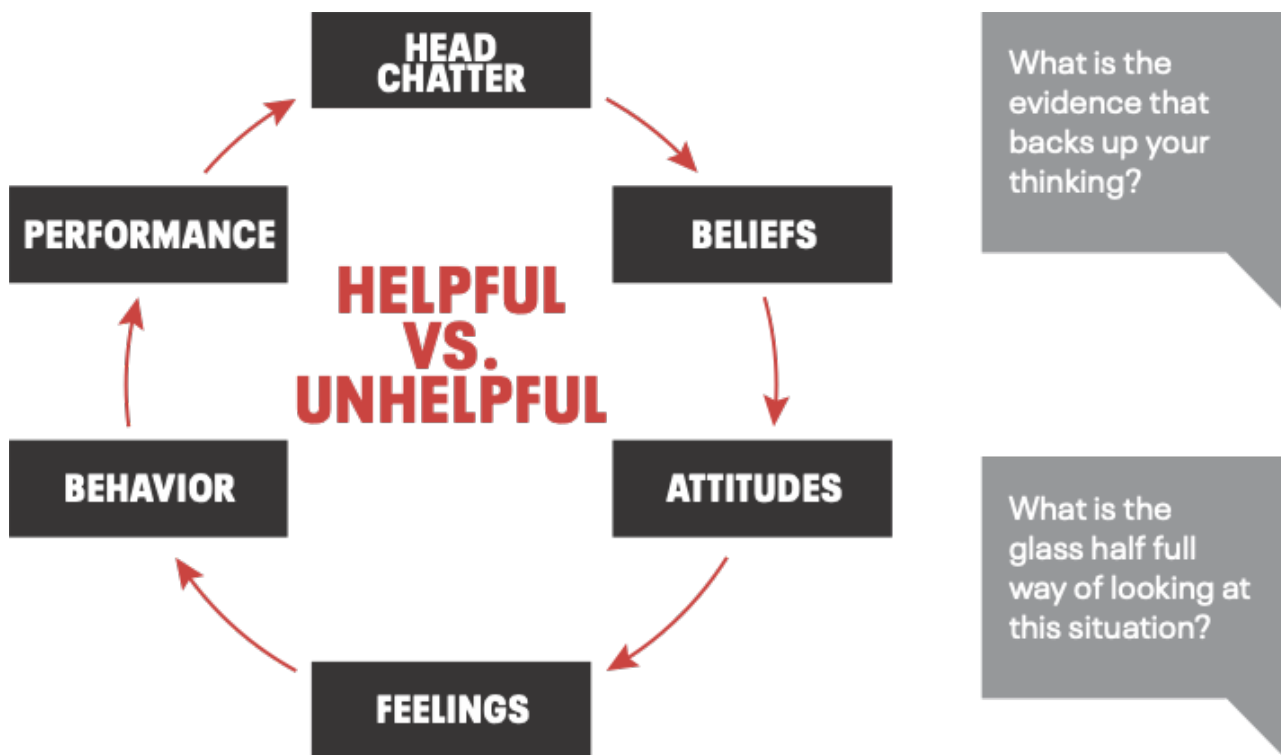 HEAD
CHATTER
BELIEFS
ATTITUDES
FEELINGS
BEHAVIOR
PERFORMANCE
HELPFUL
VS.
UNHELPFUL
What is the
evidence that
backs up your
thinking?
What is the
glass half full
way of looking at
this situation?